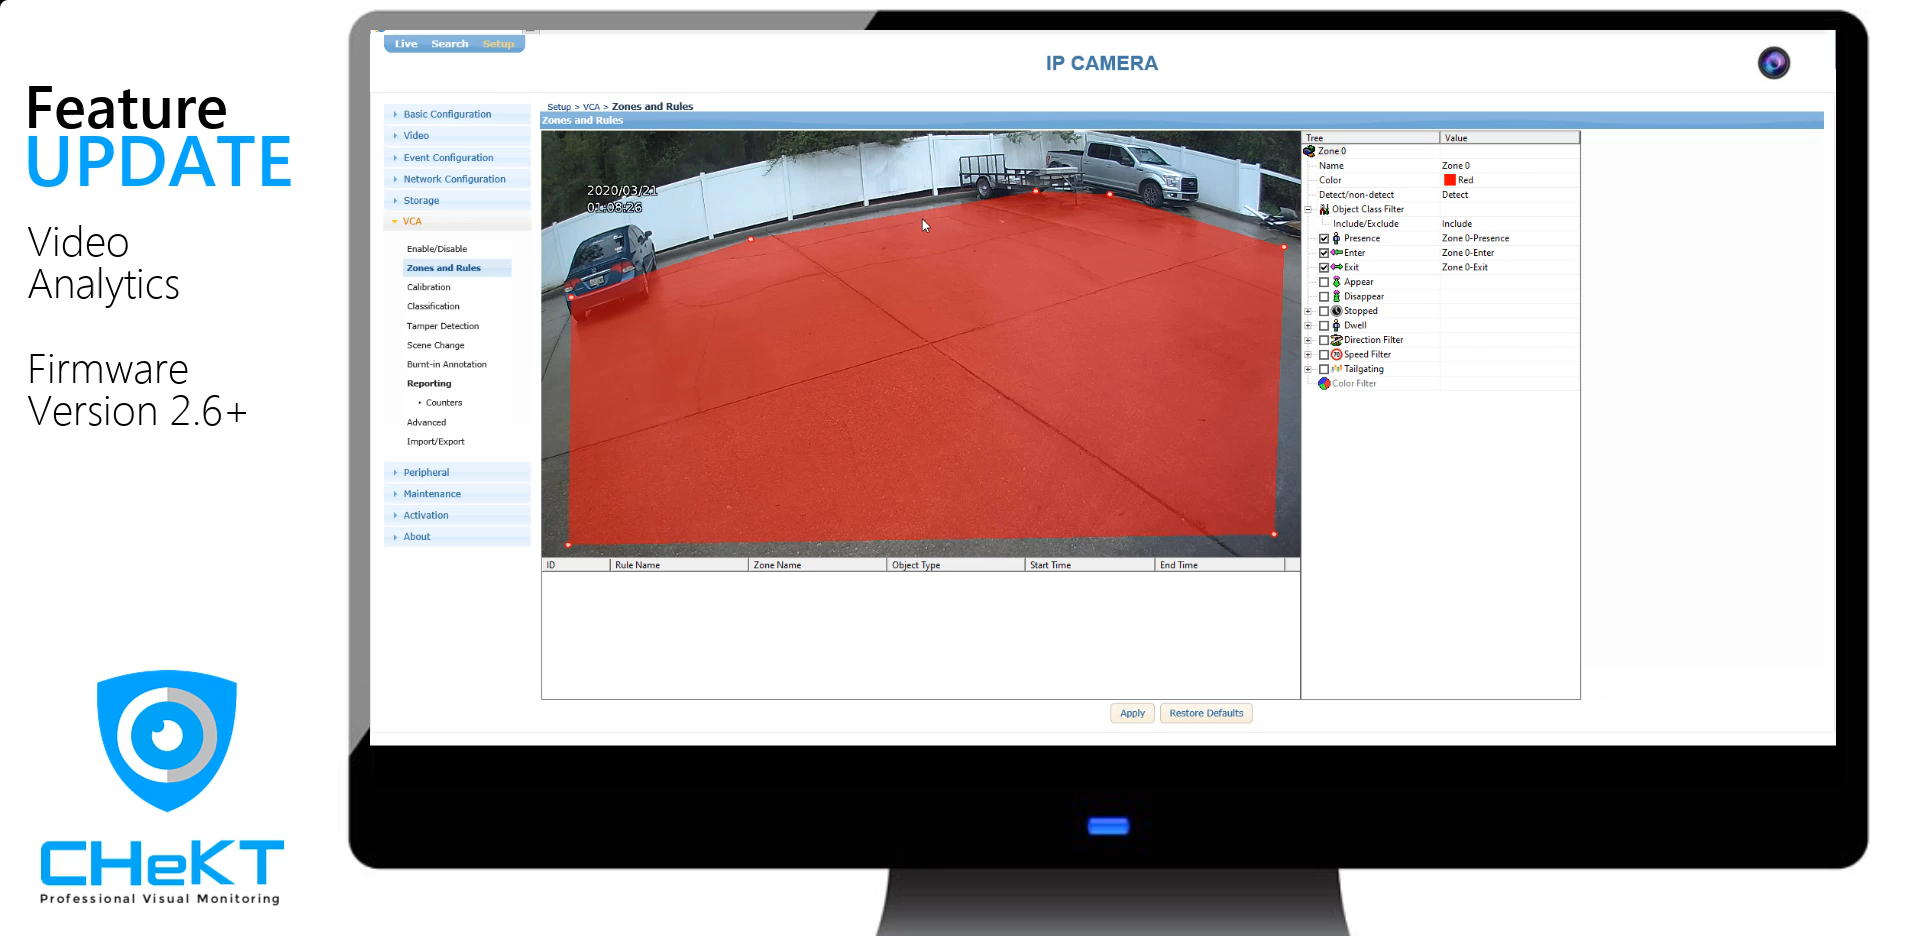 Feature
UPDATE
Video
Analytics
Firmware
Version 2.6+
CHeKT
Professional Visual Monitoring
Live Search Setup
IP CAMERA
Basic Configuration
Video
Event Configuration
Network Configuration
Storage
VCA
Enable/Disable
Zones and Rules
Calibration
Classification
Tamper Detection
Scene Change
Burnt-in Annotation
Reporting
Counters
Advanced
Import/Export
Peripheral
Maintenance
Activation
About
Setup > VCA > Zones and Rules
Zones and Rules
2020/03/21
01:08:26
Tree Value
Zone 0
Name Zone 0
Color Red
Detect/non-detect Detect
Object Class Filter
Include/Exclude Include
Presence Zone 0-Presence
Enter Zone 0-Enter
Exit Zone 0-Exit
Appear
Disappear
Stopped
Dwell
Direction Filter
70 Speed Filter
Tailgating
Color Filter
ID Rule Name Zone Name Object Type Start Time End Time
Apply Restore Defaults